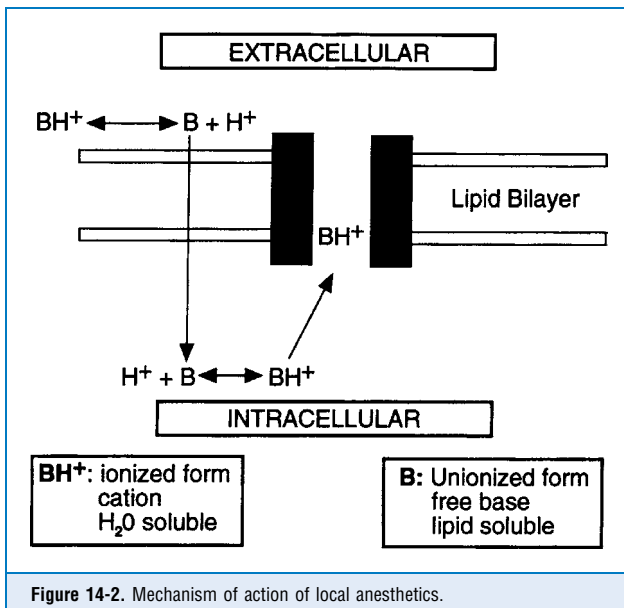 EXTRACELLULAR
BH+ B + H+
Lipid Bilayer
BH+
H+ + B BH+
INTRACELLULAR
BH+: ionized form
cation
H20 soluble
B: Unionized form
free base
lipid soluble
Figure 14-2. Mechanism of action of local anesthetics.